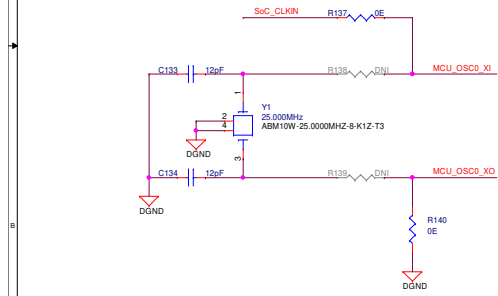 SoC_CLKIN
R137
0E
C133
12pF
R138
DNI
MCU_OSC0_XI
1
Y1
25.000MHz
ABM10W-25.0000MHZ-8-K1Z-T3
2
4
DGND
3
C134
12pF
R139
DNI
MCU_OSC0_XO
DGND
R140
0E
B
DGND